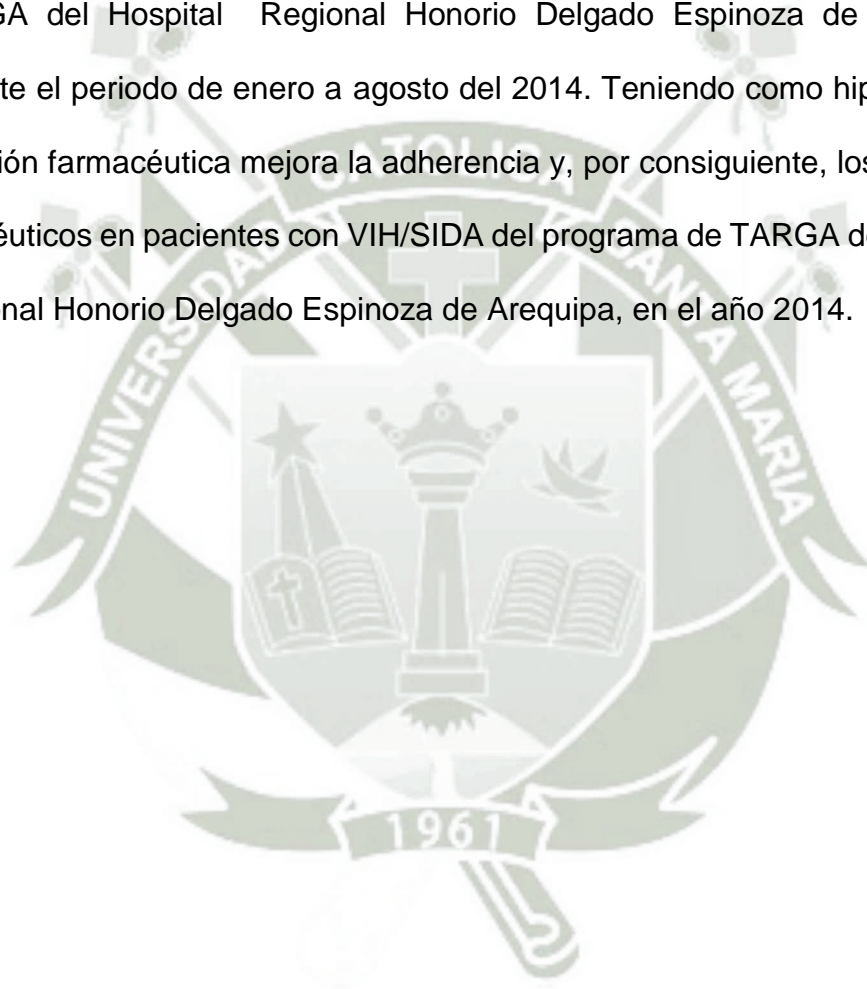 GA del Hospital Regional Honorio Delgado Espinoza de
te el periodo de enero a agosto del 2014. Teniendo como hip
ión farmacéutica mejora la adherencia y, por consiguiente, los
éuticos en pacientes con VIH/SIDA del programa de TARGA d
nal Honorio Delgado Espinoza de Arequipa, en el año 2014.
UNIVERSIDAD CATOLICA SANTA MARIA
1961